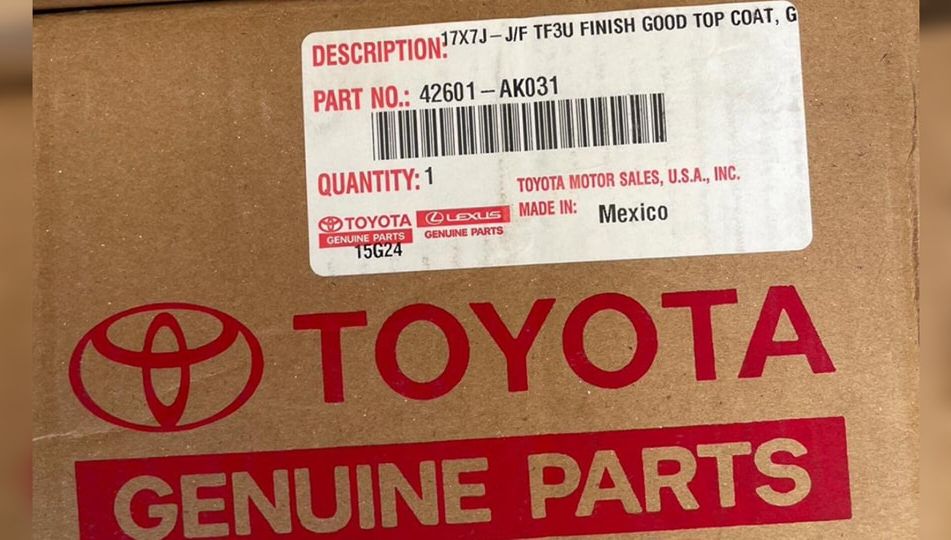 DESCRIPTION: 17X7J-J/F TF3U FINISH GOOD TOP COAT, G
PART NO.: 42601-AK031
QUANTITY: 1
TOYOTA MOTOR SALES, U.S.A., INC.
MADE IN: Mexico
TOYOTA
GENUINE PARTS
LEXUS
GENUINE PARTS
15G24
TOYOTA
GENUINE PARTS